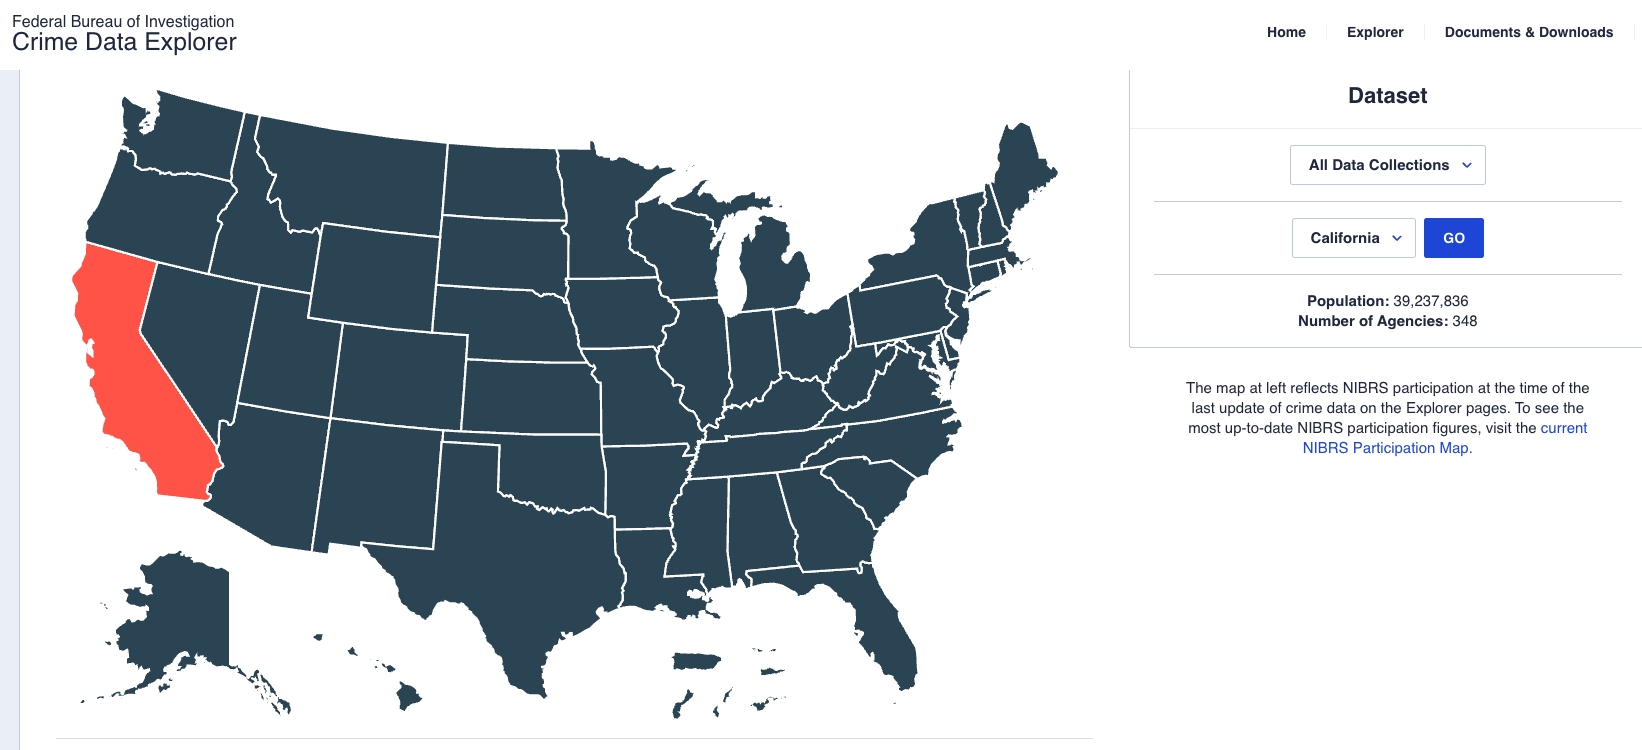 Federal Bureau of Investigation
Crime Data Explorer
Home
Explorer
Documents & Downloads
Dataset
All Data Collections
California
GO
Population: 39,237,836
Number of Agencies: 348
The map at left reflects NIBRS participation at the time of the
last update of crime data on the Explorer pages. To see the
most up-to-date NIBRS participation figures, visit the current
NIBRS Participation Map.